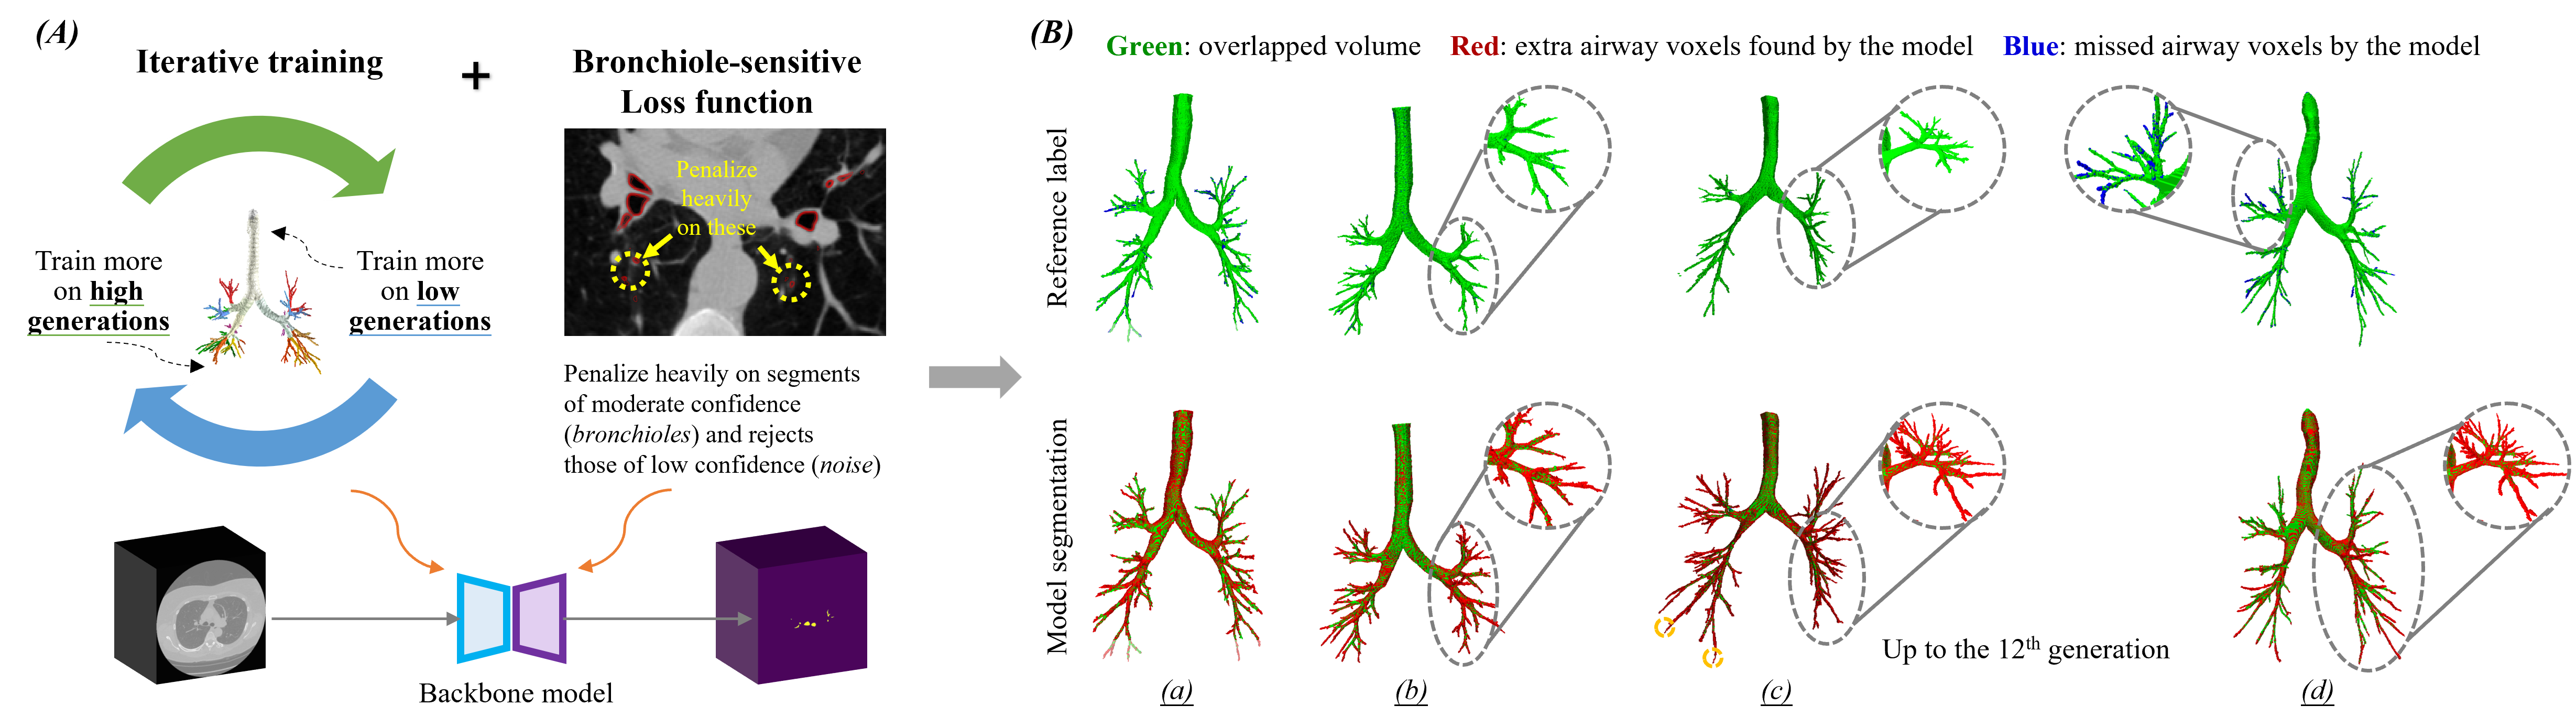 (A)
Iterative training
+
Bronchiole-sensitive
Loss function
Penalize
heavily
on these
Train more
on high
generations
Train more
on low
generations
Penalize heavily on segments
of moderate confidence
(bronchioles) and rejects
those of low confidence (noise)
Backbone model
(B)
Green: overlapped volume
Red: extra airway voxels found by the model
Blue: missed airway voxels by the model
Reference label
Model segmentation
Up to the 12th generation
(a)
(b)
(c)
(d)